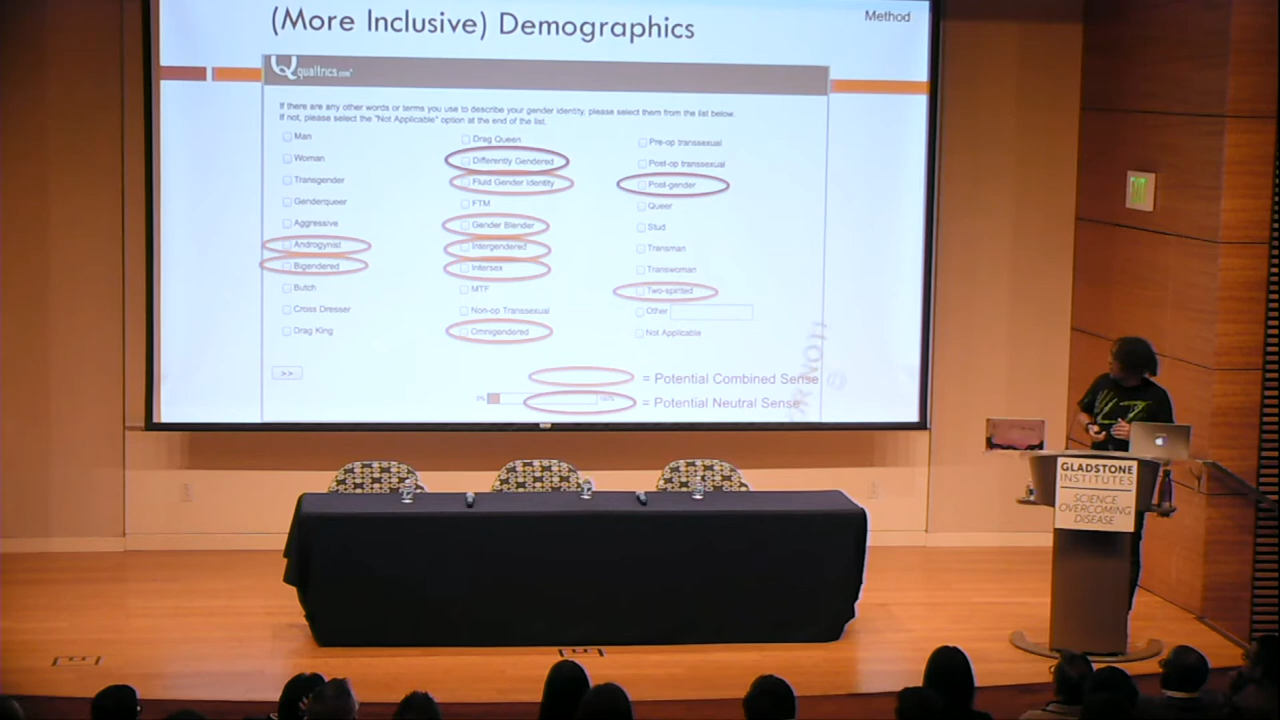 (More Inclusive) Demographics
Method
Qualtrics.com
If there are any other words or terms you use to describe your gender identity, please select them from the list below.
If not, please select the "Not Applicable" option at the end of the list.
Man
Woman
Transgender
Genderqueer
Aggressive
Androgynist
Bigendered
Butch
Cross Dresser
Drag King
Drag Queen
Differently Gendered
Fluid Gender Identity
FTM
Gender Blender
Intergendered
Intersex
MTF
Non-op Transsexual
Omnigendered
Pre-op transsexual
Post-op transsexual
Post-gender
Queer
Stud
Transman
Transwoman
Two-spirited
Other
Not Applicable
>>
= Potential Combined Sense
0% 100%
= Potential Neutral Sense
EXIT
GLADSTONE
INSTITUTES
SCIENCE
OVERCOMING
DISEASE